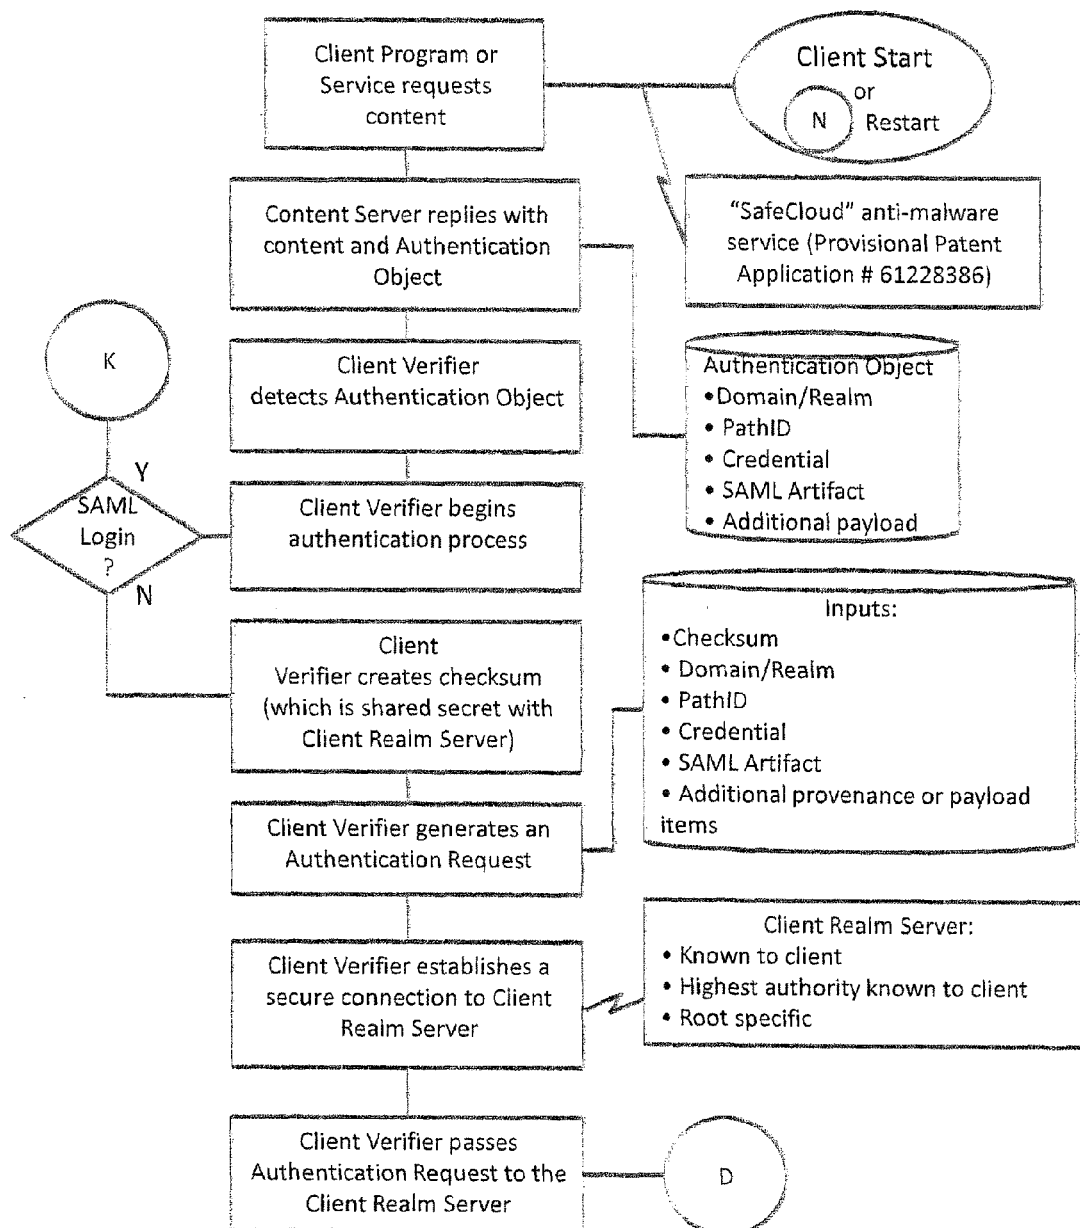 Client Program or
Service requests
content
Client Start
or
N
Restart
Content Server replies with
content and Authentication
Object
"SafeCloud" anti-malware
service (Provisional Patent
Application # 61228386)
K
Client Verifier
detects Authentication Object
Authentication Object
•Domain/Realm
• PathID
• Credential
• SAML Artifact
• Additional payload
Y
SAML
Login
?
N
Client Verifier begins
authentication process
Client
Verifier creates checksum
(which is shared secret with
Client Realm Server)
Inputs:
•Checksum
• Domain/Realm
• PathID
• Credential
• SAML Artifact
• Additional provenance or payload
items
Client Verifier generates an
Authentication Request
Client Verifier establishes a
secure connection to Client
Realm Server
Client Realm Server:
• Known to client
• Highest authority known to client
• Root specific
Client Verifier passes
Authentication Request to the
Client Realm Server
D